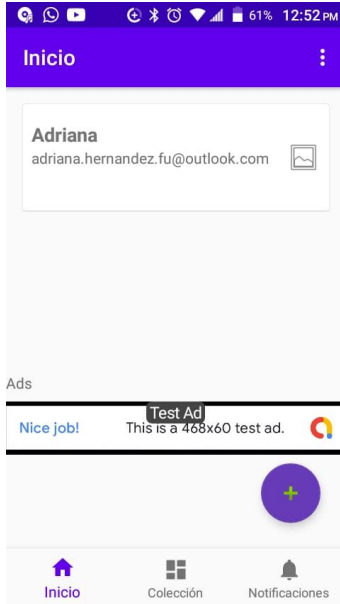 61% 12:52 PM
Inicio
Adriana
adriana.hernandez.fu@outlook.com
Ads
Test Ad
Nice job! This is a 468x60 test ad.
+
Inicio Colección Notificaciones